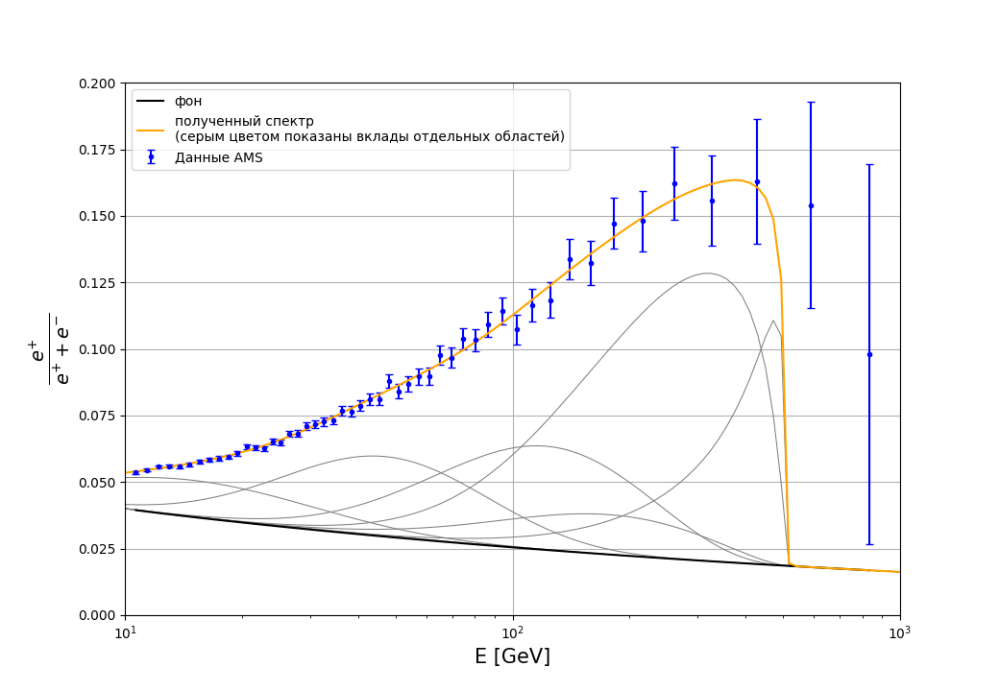 0.200
0.175
0.150
0.125
0.100
0.075
0.050
0.025
0.000
фон
полученный спектр
(серым цветом показаны вклады отдельных областей)
Данные AMS
e⁺
e⁺ + e⁻
10¹
10²
10³
E [GeV]